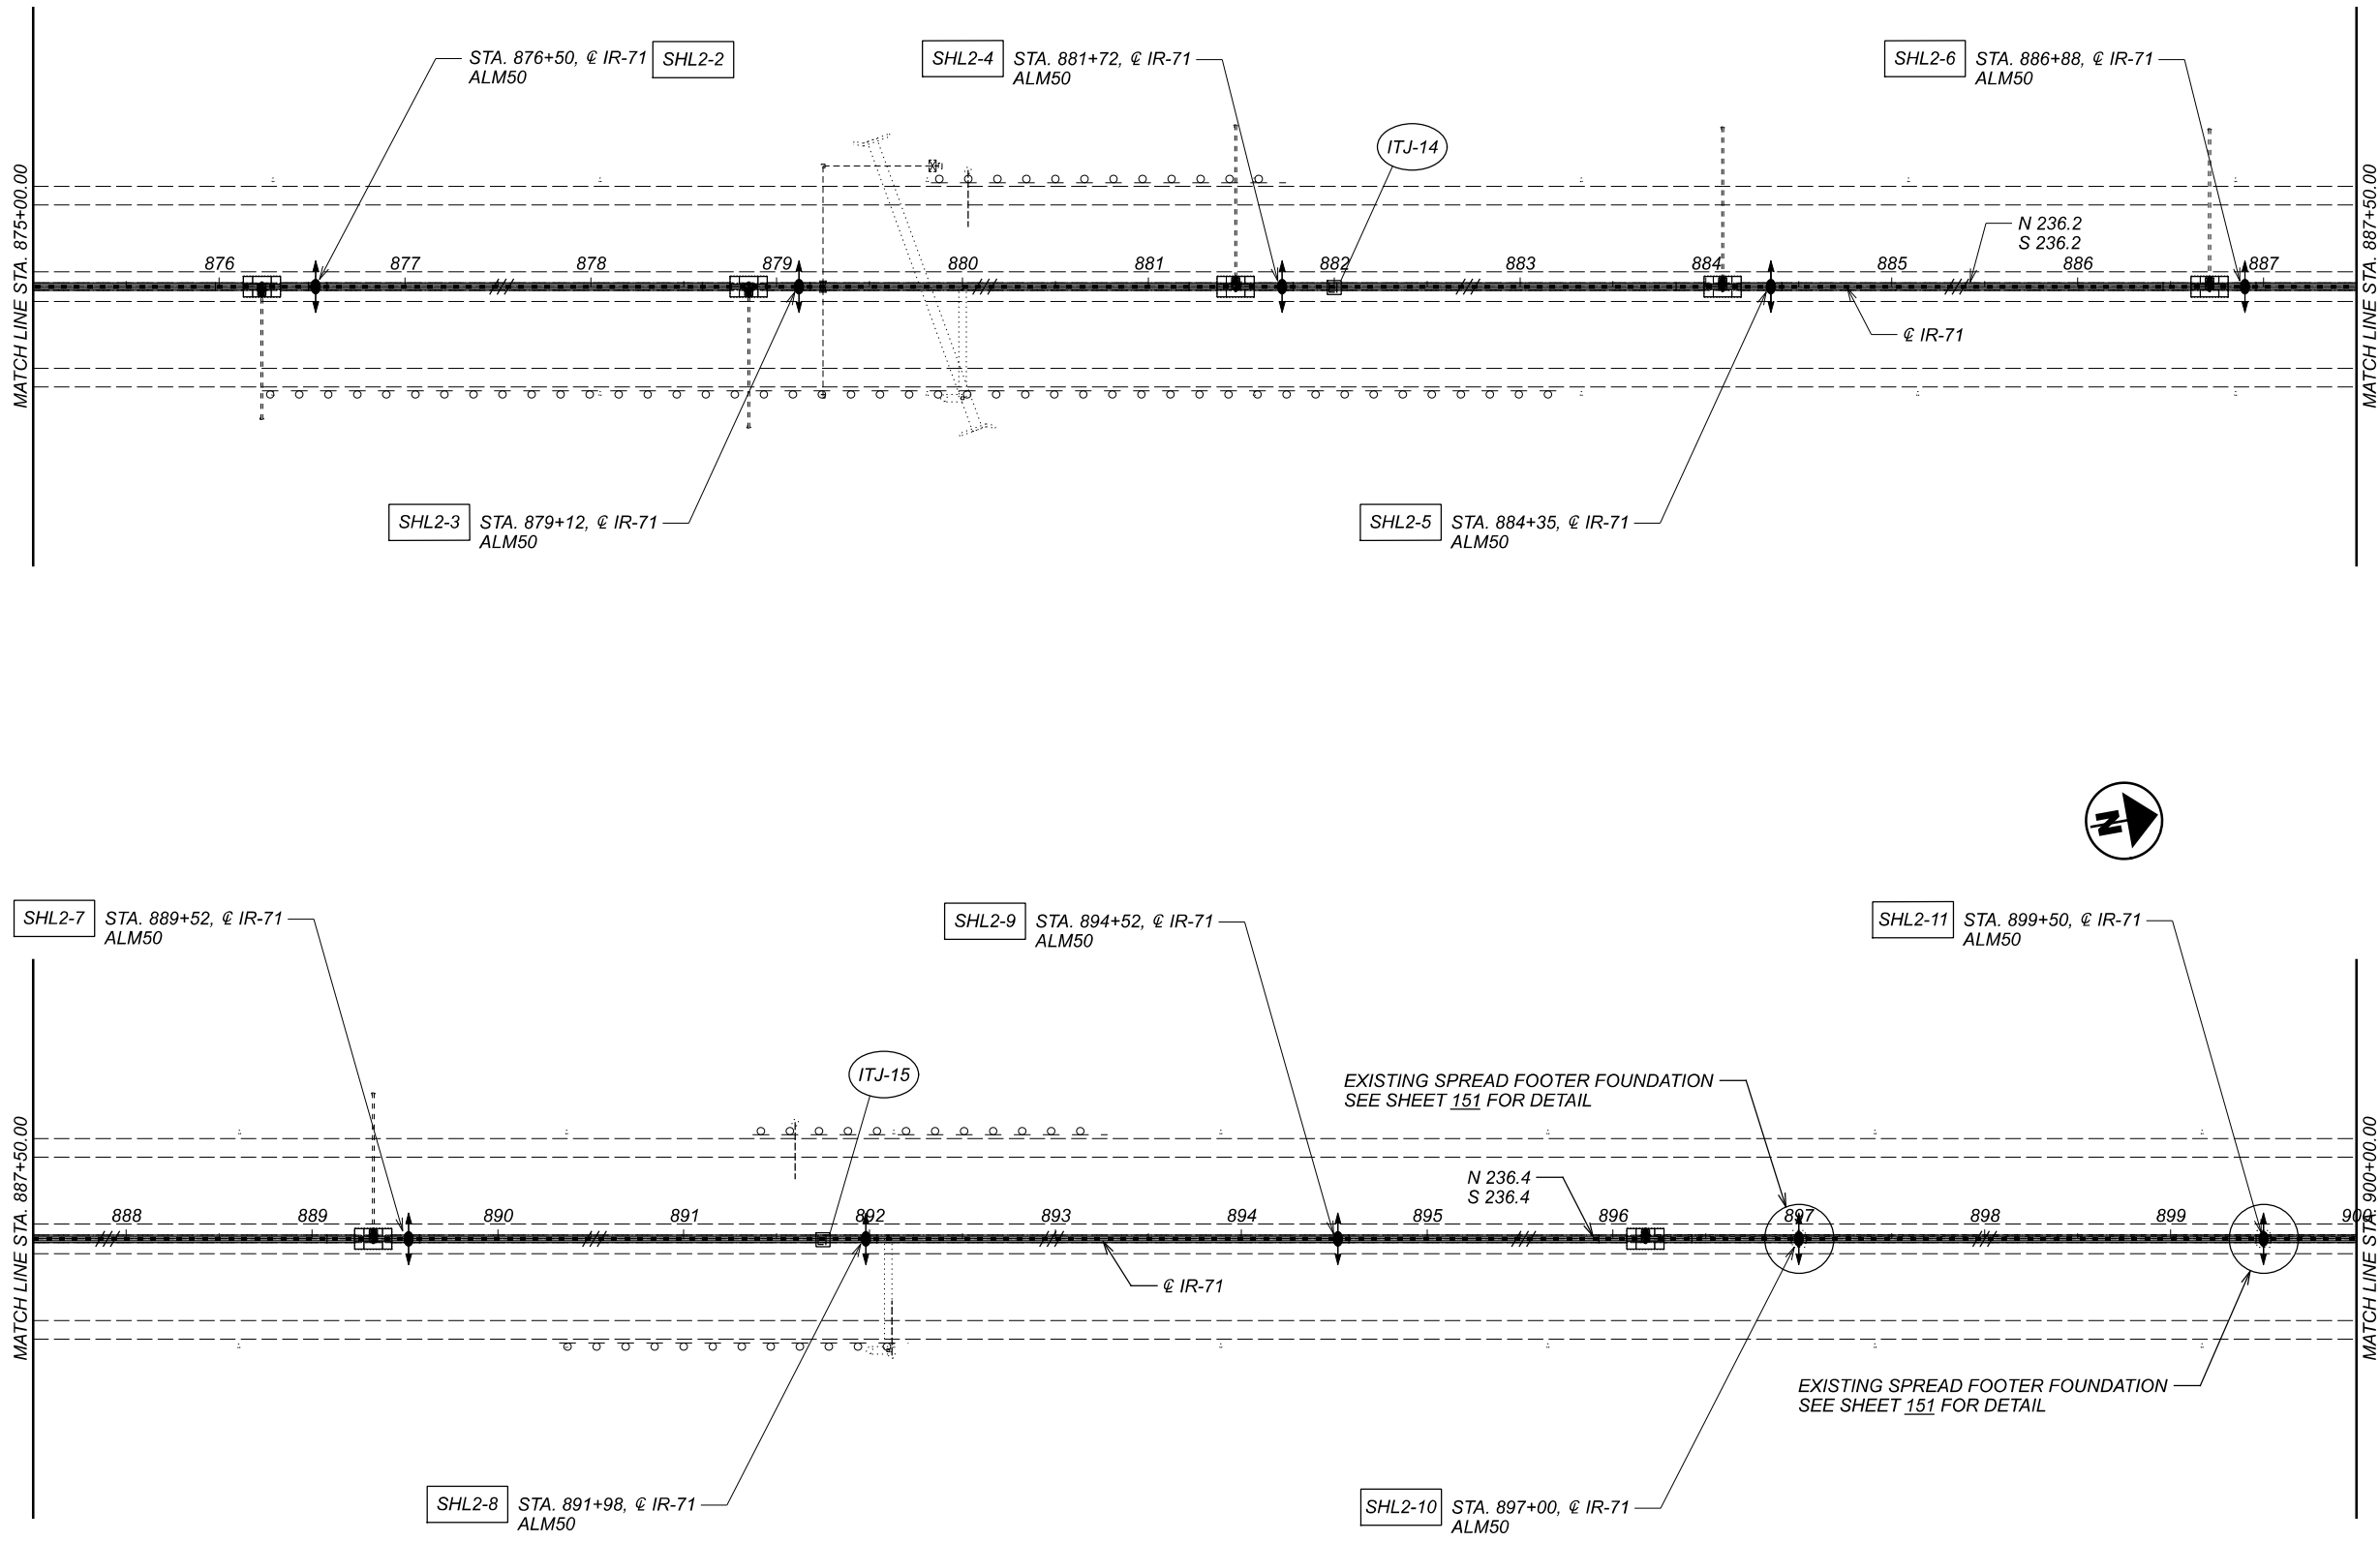 STA. 876+50, ℄ IR-71
ALM50
SHL2-2
SHL2-4
STA. 881+72, ℄ IR-71
ALM50
SHL2-6
STA. 886+88, ℄ IR-71
ALM50
ITJ-14
MATCH LINE STA. 875+00.00
MATCH LINE STA. 887+50.00
N 236.2
S 236.2
876 877 878 879 880 881 882 883 884 885 886 887
℄ IR-71
SHL2-3
STA. 879+12, ℄ IR-71
ALM50
SHL2-5
STA. 884+35, ℄ IR-71
ALM50
N
SHL2-7
STA. 889+52, ℄ IR-71
ALM50
SHL2-9
STA. 894+52, ℄ IR-71
ALM50
SHL2-11
STA. 899+50, ℄ IR-71
ALM50
ITJ-15
EXISTING SPREAD FOOTER FOUNDATION
SEE SHEET 151 FOR DETAIL
MATCH LINE STA. 887+50.00
MATCH LINE STA. 900+00.00
N 236.4
S 236.4
888 889 890 891 892 893 894 895 896 897 898 899 900
℄ IR-71
EXISTING SPREAD FOOTER FOUNDATION
SEE SHEET 151 FOR DETAIL
SHL2-8
STA. 891+98, ℄ IR-71
ALM50
SHL2-10
STA. 897+00, ℄ IR-71
ALM50